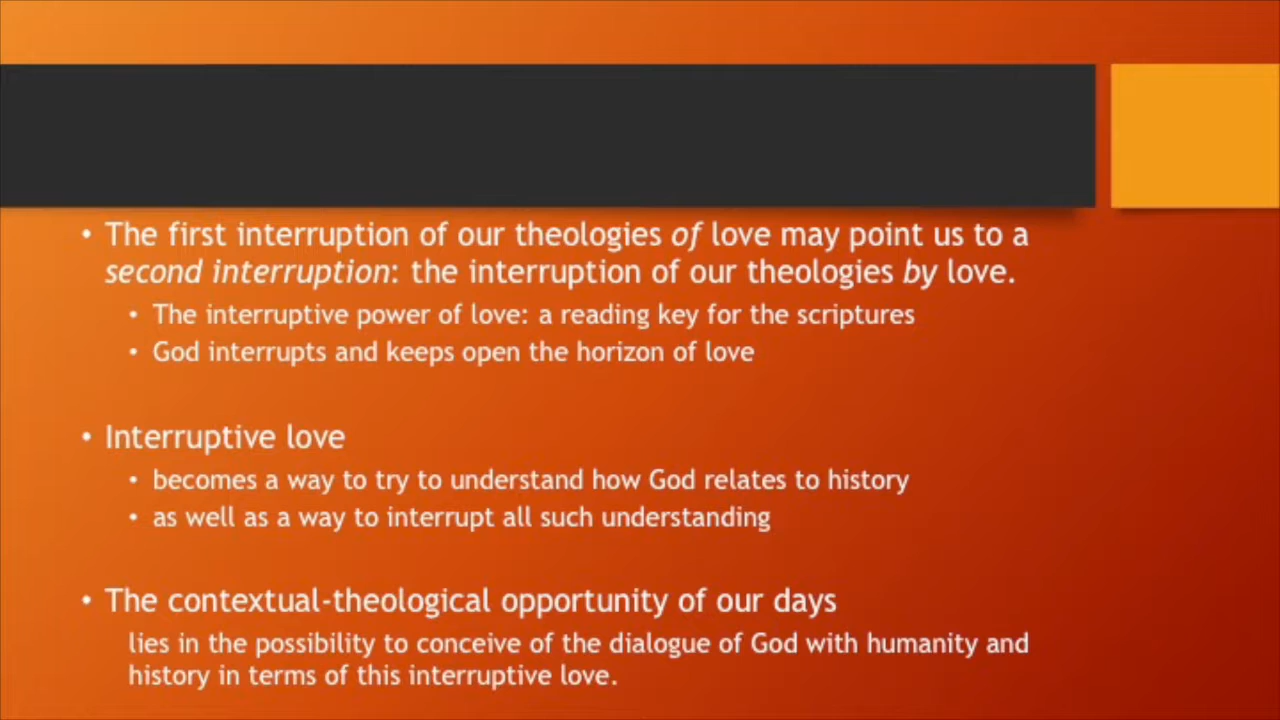 • The first interruption of our theologies of love may point us to a
second interruption: the interruption of our theologies by love.
• The interruptive power of love: a reading key for the scriptures
• God interrupts and keeps open the horizon of love
• Interruptive love
• becomes a way to try to understand how God relates to history
• as well as a way to interrupt all such understanding
• The contextual-theological opportunity of our days
lies in the possibility to conceive of the dialogue of God with humanity and
history in terms of this interruptive love.